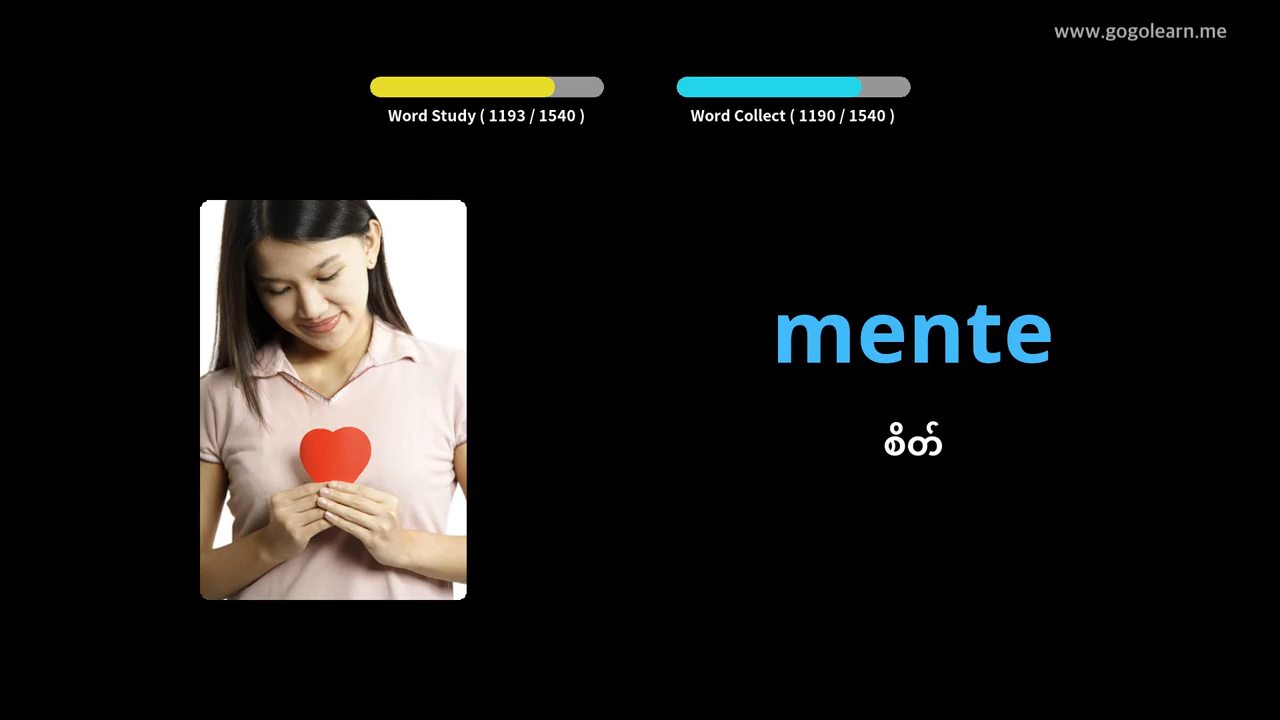 www.gogolearn.me
Word Study ( 1193 / 1540 )
Word Collect ( 1190 / 1540 )
mente
စိတ်